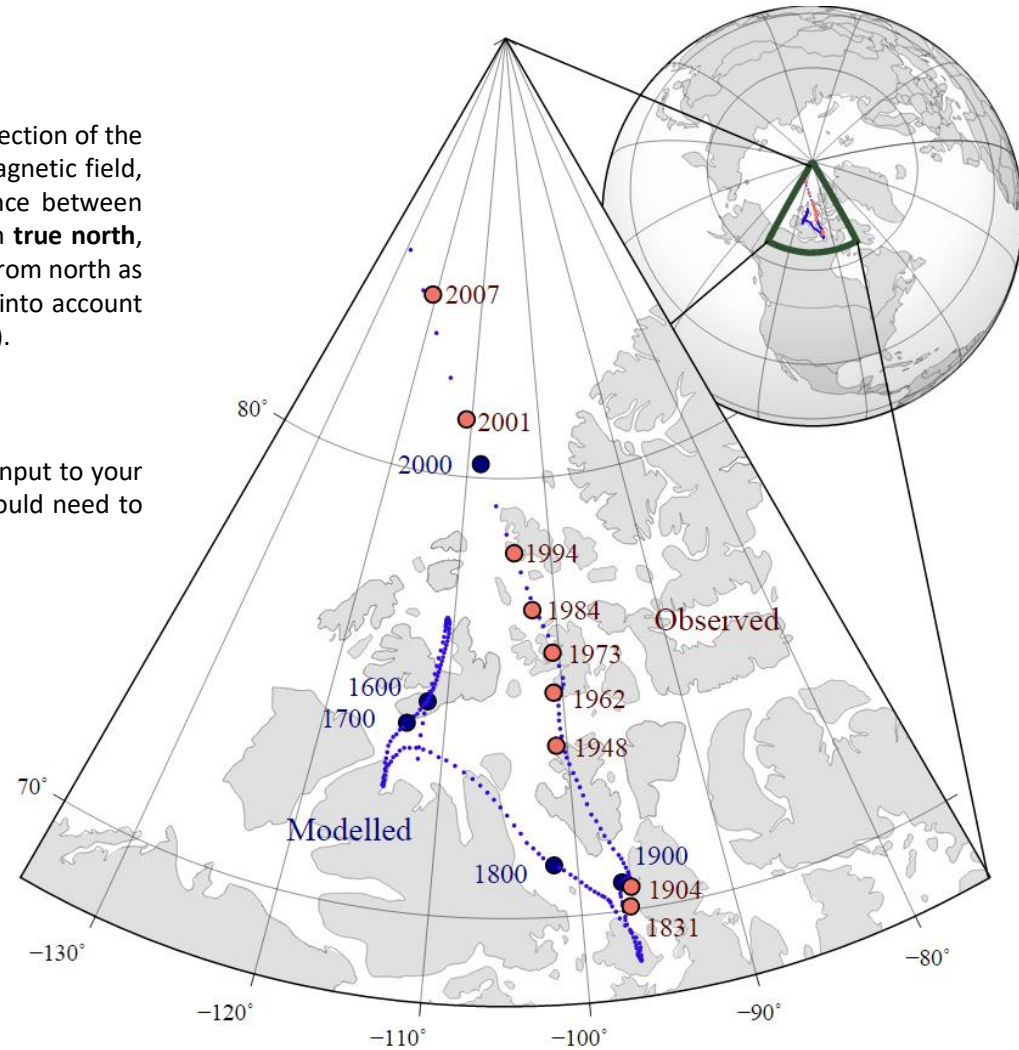 ection of the
agnetic field,
nce between
n true north,
rom north as
into account
).
nput to your
ould need to
2007
80°
2001
2000
1994
1984
Observed
1973
1600
1962
1700
1948
70°
Modelled
1900
1800
1904
1831
−130°
−80°
−120°
−90°
−110°
−100°